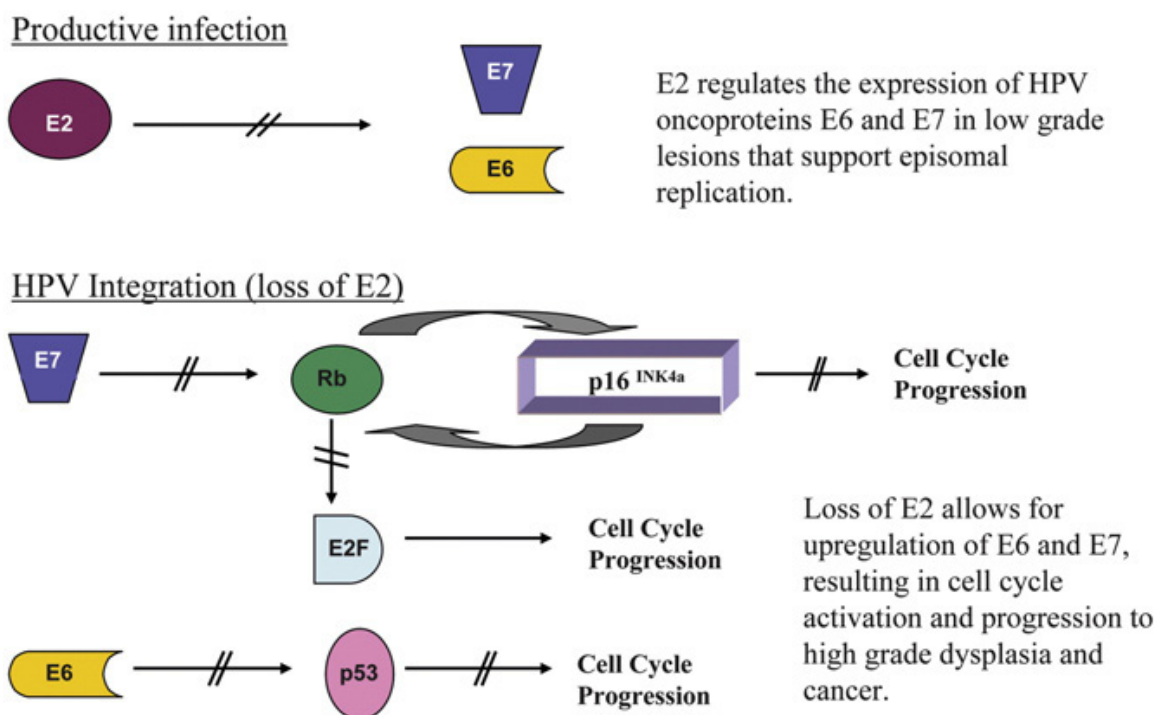 Productive infection
E2
E7
E6
E2 regulates the expression of HPV
oncoproteins E6 and E7 in low grade
lesions that support episomal
replication.
HPV Integration (loss of E2)
E7
Rb
p16 INK4a
Cell Cycle
Progression
E2F
Cell Cycle
Progression
Loss of E2 allows for
upregulation of E6 and E7,
resulting in cell cycle
activation and progression to
high grade dysplasia and
cancer.
E6
p53
Cell Cycle
Progression